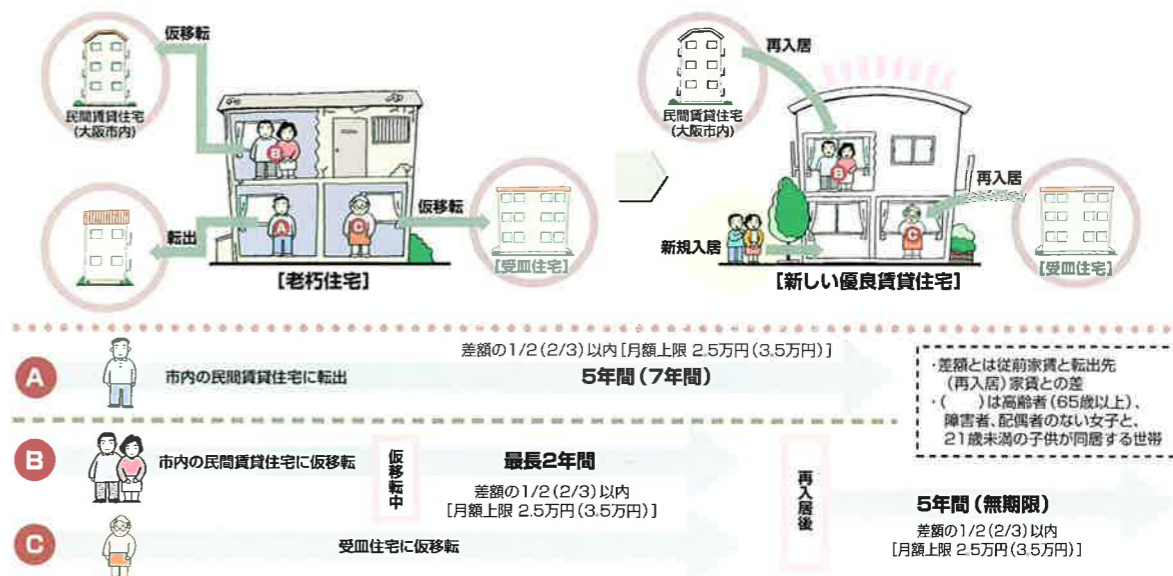 仮移転
民間賃貸住宅
(大阪市内)
B
A
C
転出
仮移転
[受皿住宅]
[老朽住宅]
再入居
民間賃貸住宅
(大阪市内)
B
再入居
新規入居
C
[受皿住宅]
[新しい優良賃貸住宅]
A
市内の民間賃貸住宅に転出
差額の1/2(2/3)以内[月額上限 2.5万円(3.5万円)]
5年間(7年間)
・差額とは従前家賃と転出先
(再入居)家賃との差
・(　　)は高齢者(65歳以上)、
障害者、配偶者のない女子と、
21歳未満の子供が同居する世帯
B
市内の民間賃貸住宅に仮移転
仮移転中
最長2年間
差額の1/2(2/3)以内
[月額上限 2.5万円(3.5万円)]
再入居後
5年間(無期限)
差額の1/2(2/3)以内
[月額上限 2.5万円(3.5万円)]
C
受皿住宅に仮移転